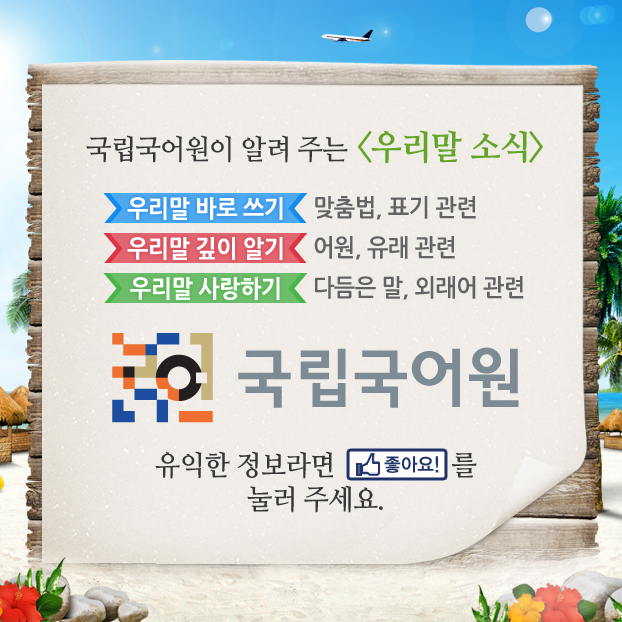 국립국어원이 알려 주는 〈우리말 소식〉
우리말 바로 쓰기 맞춤법, 표기 관련
우리말 깊이 알기 어원, 유래 관련
우리말 사랑하기 다듬은 말, 외래어 관련
국립국어원
유익한 정보라면 좋아요! 를
눌러 주세요.